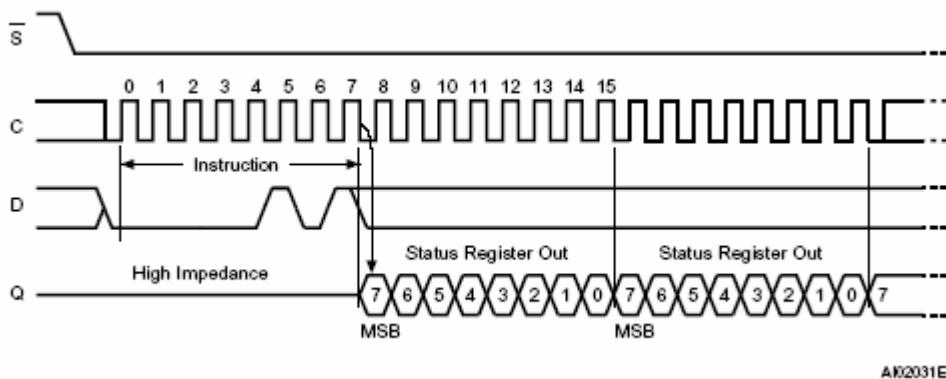 S
0 1 2 3 4 5 6 7 8 9 10 11 12 13 14 15
C
Instruction
D
Status Register Out Status Register Out
High Impedance
Q
7 6 5 4 3 2 1 0 7 6 5 4 3 2 1 0 7
MSB MSB
AI02031E